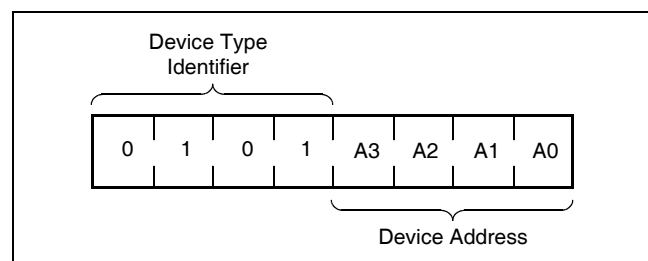 Device Type
Identifier
0 1 0 1 A3 A2 A1 A0
Device Address